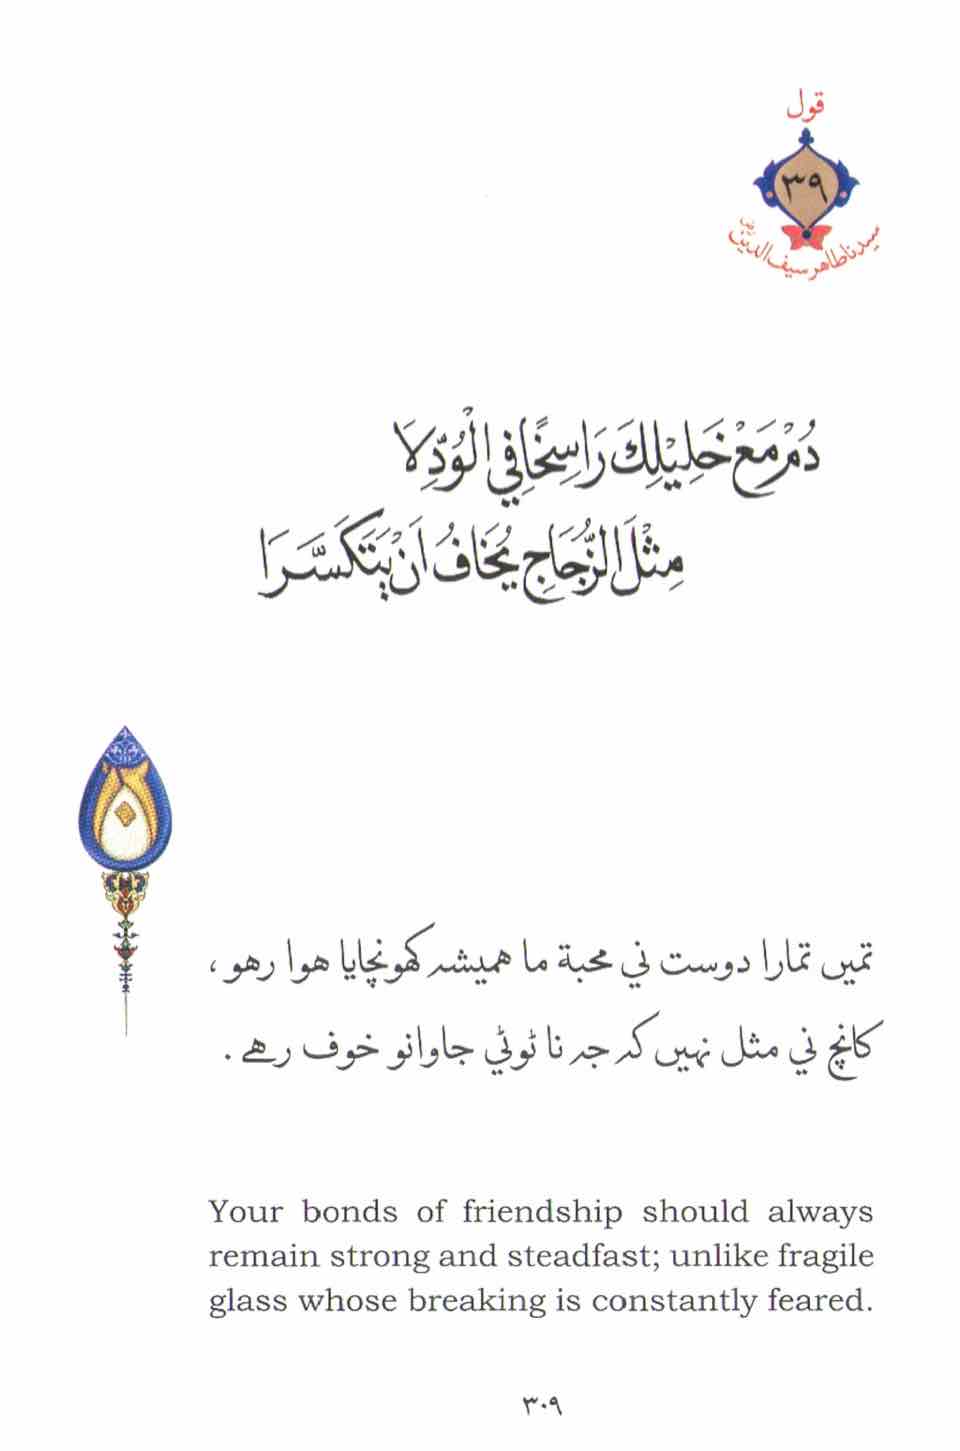 قول
٣٩
سيدنا طاهر سيف الدين رض
دُمْ مَعْ خَلِيْلِكَ رَاسِخًا فِي الْوُدِّ لَا
مِثْلَ الزُّجَاجِ يُخَافُ اَنْ يَتَكَسَّرَا
تميں تمارا دوست ني محبة ما هميشہ كهونچايا هوا رهو ،
كانچ ني مثل نہيں كہ جہ نا ٹوٹي جاوانو خوف رهے .
Your bonds of friendship should always
remain strong and steadfast; unlike fragile
glass whose breaking is constantly feared.
٣٠٩